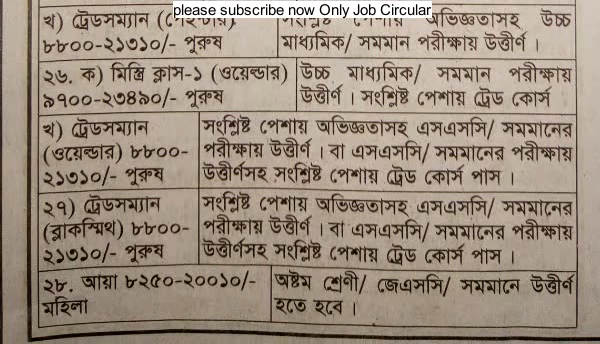 please subscribe now Only Job Circular
খ) ট্রেডসম্যান
অভিজ্ঞতাসহ উচ্চ
৮৮০০-২১৩১০/- পুরুষ
মাধ্যমিক/ সমমান পরীক্ষায় উত্তীর্ণ ।
২৬. ক) মিস্ত্রি ক্লাস-১ (ওয়েল্ডার)
৯৭০০-২৩৪৯০/- পুরুষ
উচ্চ মাধ্যমিক/ সমমান পরীক্ষায়
উত্তীর্ণ । সংশ্লিষ্ট পেশায় ট্রেড কোর্স
খ) ট্রেডসম্যান
(ওয়েল্ডার) ৮৮০০-
২১৩১০/- পুরুষ
সংশ্লিষ্ট পেশায় অভিজ্ঞতাসহ এসএসসি/ সমমানের
পরীক্ষায় উত্তীর্ণ । বা এসএসসি/ সমমানের পরীক্ষায়
উত্তীর্ণসহ সংশ্লিষ্ট পেশায় ট্রেড কোর্স পাস ।
২৭) ট্রেডসম্যান
(ব্লাকস্মিথ) ৮৮০০-
২১৩১০/- পুরুষ
সংশ্লিষ্ট পেশায় অভিজ্ঞতাসহ এসএসসি/ সমমানের
পরীক্ষায় উত্তীর্ণ । বা এসএসসি/ সমমানের পরীক্ষায়
উত্তীর্ণসহ সংশ্লিষ্ট পেশায় ট্রেড কোর্স পাস ।
২৮. আয়া ৮২৫০-২০০১০/-
মহিলা
অষ্টম শ্রেণী/ জেএসসি/ সমমানে উত্তীর্ণ
হতে হবে ।